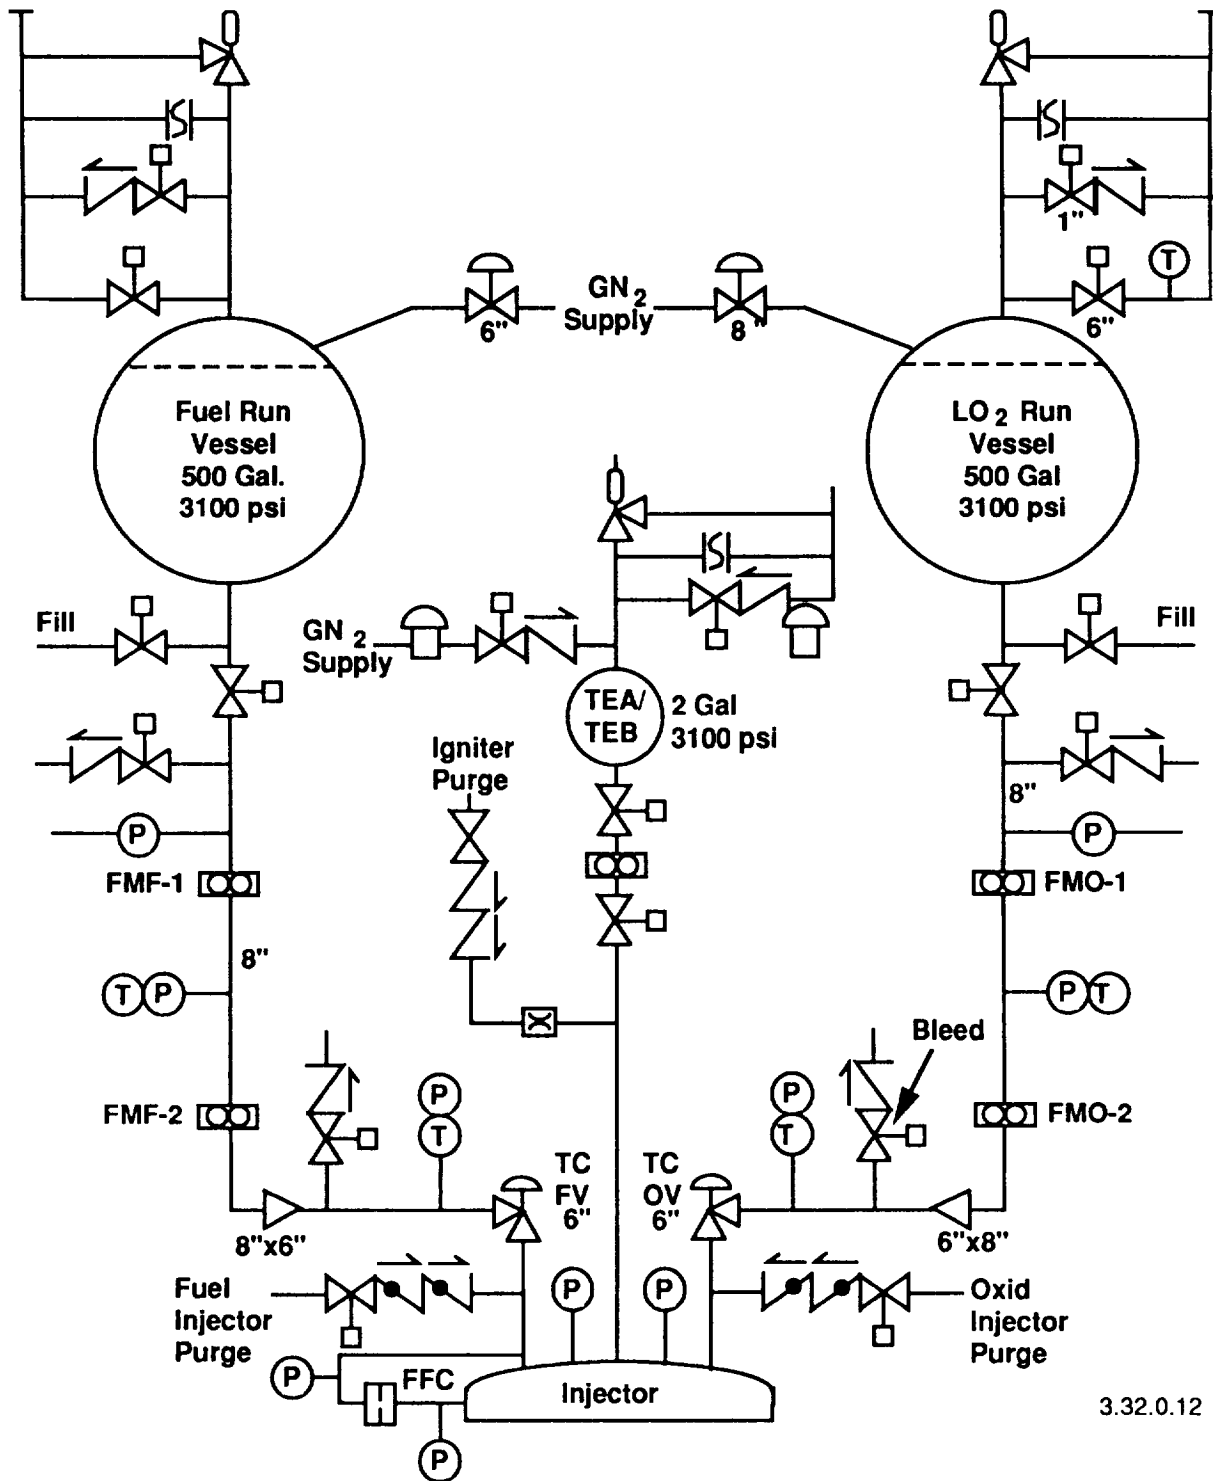 1"
T
GN 2
Supply
6"
8"
6"
Fuel Run
Vessel
500 Gal.
3100 psi
LO 2 Run
Vessel
500 Gal
3100 psi
Fill
GN 2
Supply
Fill
TEA/
TEB
2 Gal
3100 psi
Igniter
Purge
8"
P
P
FMF-1
FMO-1
8"
T P
P T
Bleed
P
T
P
T
FMF-2
FMO-2
TC
FV
6"
TC
OV
6"
8"x6"
6"x8"
Fuel
Injector
Purge
P
P
Oxid
Injector
Purge
P
FFC
Injector
P
3.32.0.12